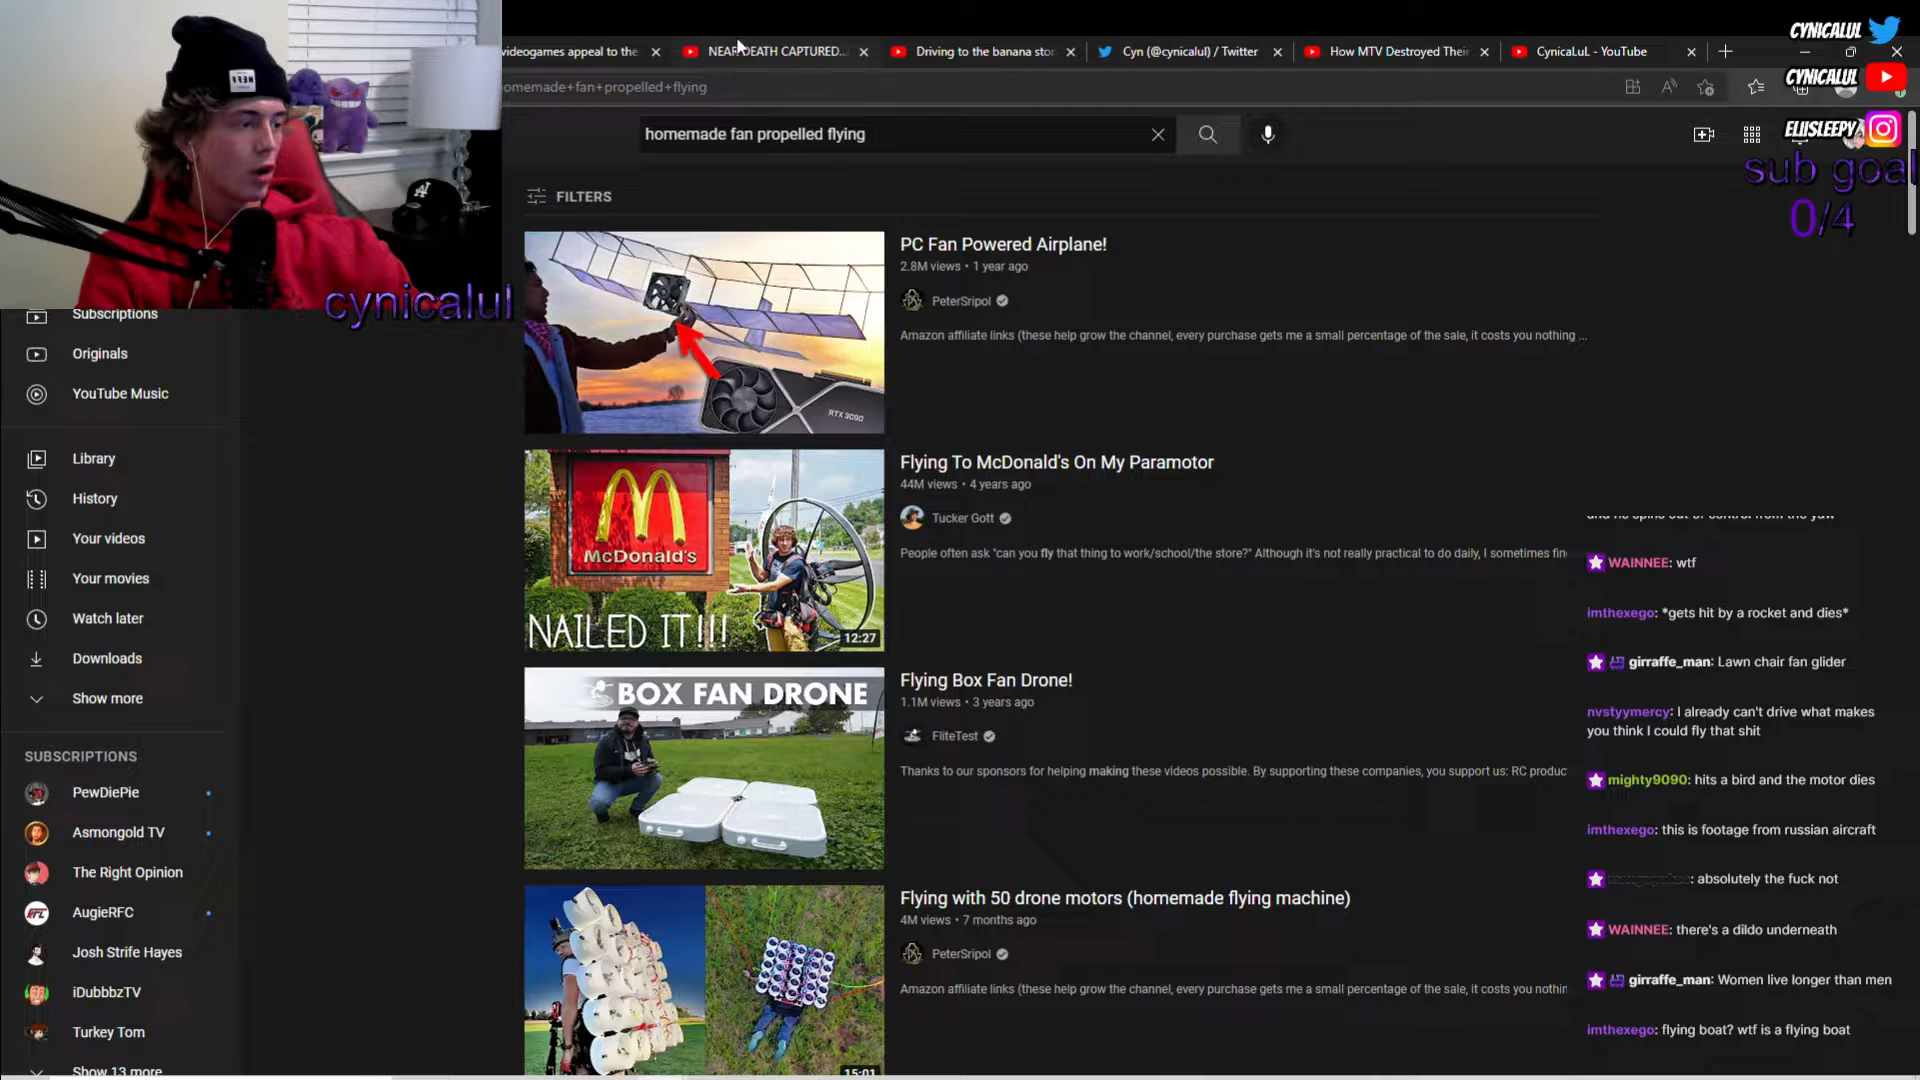 videogames appeal to the
NEAR DEATH CAPTURED...
Driving to the banana stor
Cyn (@cynicalul) / Twitter
How MTV Destroyed Their
CynicaLuL - YouTube
CYNICALUL
CYNICALUL
omemade+fan+propelled+flying
homemade fan propelled flying
ELIISLEEPY
sub goal
0/4
cynicalul
NEFF
LA
FILTERS
Subscriptions
Originals
YouTube Music
Library
History
Your videos
Your movies
Watch later
Downloads
Show more
SUBSCRIPTIONS
PewDiePie
Asmongold TV
The Right Opinion
AugieRFC
Josh Strife Hayes
iDubbbzTV
Turkey Tom
Show 13 more
RTX 3090
PC Fan Powered Airplane!
2.8M views • 1 year ago
PeterSripol
Amazon affiliate links (these help grow the channel, every purchase gets me a small percentage of the sale, it costs you nothing ...
McDonald's
NAILED IT!!!
12:27
Flying To McDonald's On My Paramotor
44M views • 4 years ago
Tucker Gott
People often ask "can you fly that thing to work/school/the store?" Although it's not really practical to do daily, I sometimes fin
BOX FAN DRONE
Flying Box Fan Drone!
1.1M views • 3 years ago
FliteTest
Thanks to our sponsors for helping making these videos possible. By supporting these companies, you support us: RC produc
15:01
Flying with 50 drone motors (homemade flying machine)
4M views • 7 months ago
PeterSripol
Amazon affiliate links (these help grow the channel, every purchase gets me a small percentage of the sale, it costs you nothin
and he spins out of control from the yaw
WAINNEE: wtf
imthexego: *gets hit by a rocket and dies*
girraffe_man: Lawn chair fan glider
nvstyymercy: I already can't drive what makes
you think I could fly that shit
mighty9090: hits a bird and the motor dies
imthexego: this is footage from russian aircraft
: absolutely the fuck not
WAINNEE: there's a dildo underneath
girraffe_man: Women live longer than men
imthexego: flying boat? wtf is a flying boat